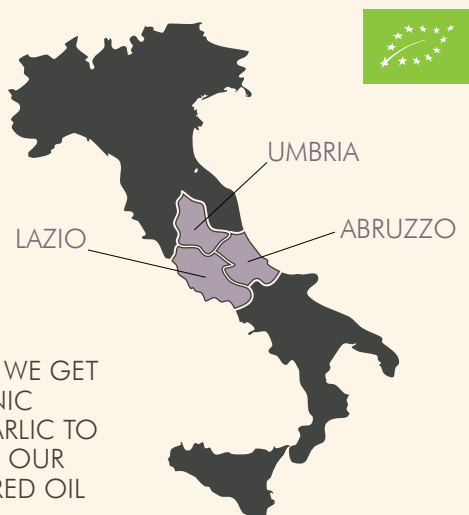 UMBRIA
ABRUZZO
LAZIO
WE GET
NIC
ARLIC TO
OUR
RED OIL